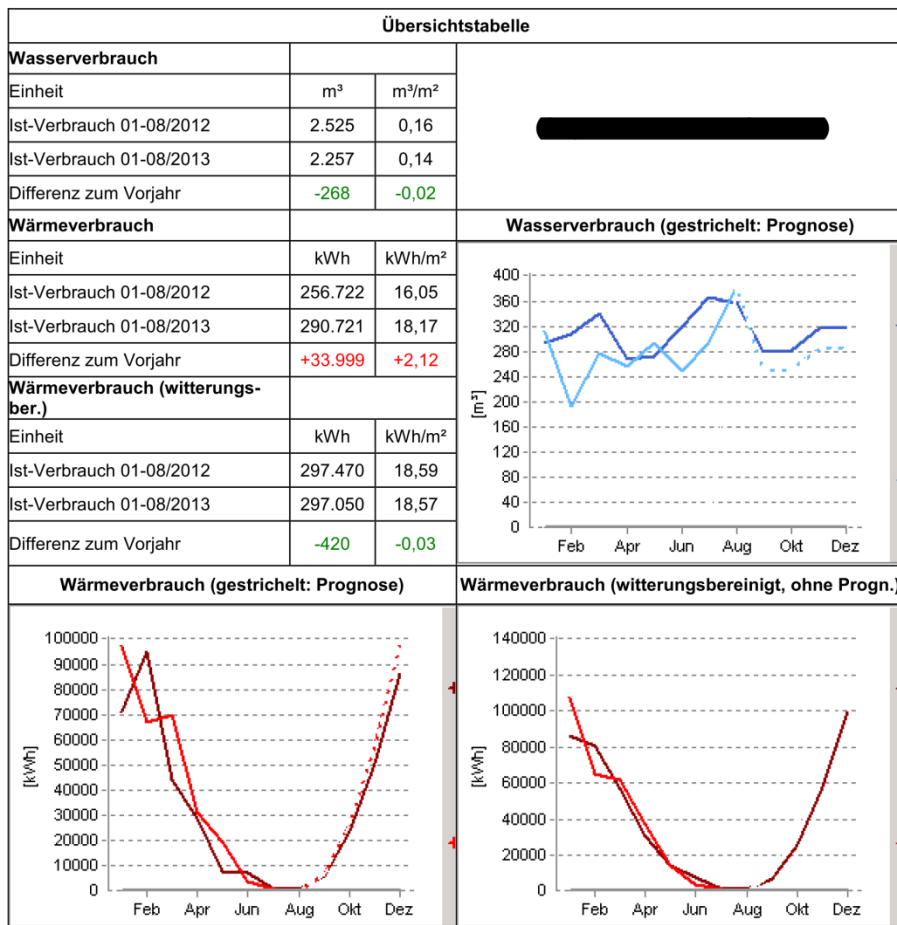 Übersichtstabelle
Wasserverbrauch
Einheit m³ m³/m²
Ist-Verbrauch 01-08/2012 2.525 0,16
Ist-Verbrauch 01-08/2013 2.257 0,14
Differenz zum Vorjahr -268 -0,02
Wärmeverbrauch
Einheit kWh kWh/m²
Ist-Verbrauch 01-08/2012 256.722 16,05
Ist-Verbrauch 01-08/2013 290.721 18,17
Differenz zum Vorjahr +33.999 +2,12
Wärmeverbrauch (witterungs-
ber.)
Einheit kWh kWh/m²
Ist-Verbrauch 01-08/2012 297.470 18,59
Ist-Verbrauch 01-08/2013 297.050 18,57
Differenz zum Vorjahr -420 -0,03
Wasserverbrauch (gestrichelt: Prognose)
400
360
320
280
240
200
160
120
80
40
0
[m³]
Feb Apr Jun Aug Okt Dez
Wärmeverbrauch (gestrichelt: Prognose)
100000
90000
80000
70000
60000
50000
40000
30000
20000
10000
0
[kWh]
Feb Apr Jun Aug Okt Dez
Wärmeverbrauch (witterungsbereinigt, ohne Progn.)
140000
120000
100000
80000
60000
40000
20000
0
[kWh]
Feb Apr Jun Aug Okt Dez